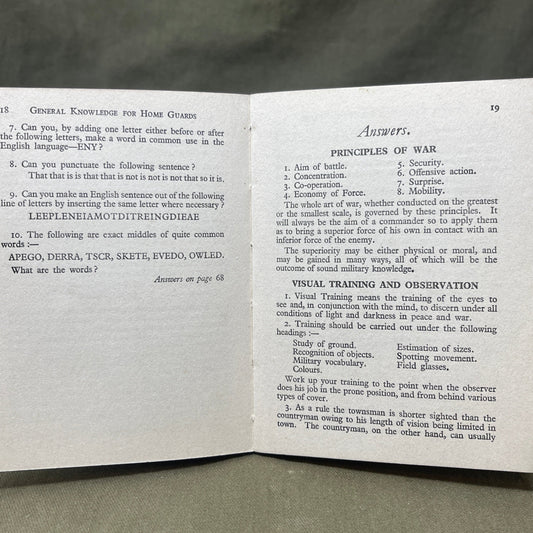 18 General Knowledge for Home Guards
7. Can you, by adding one letter either before or after
the following letters, make a word in common use in the
English language—ENY ?
8. Can you punctuate the following sentence ?
That that is is that that is not is not is not that so it is.
9. Can you make an English sentence out of the following
line of letters by inserting the same letter where necessary ?
LEEPLENEIAMOTDITREINGDIEAE
10. The following are exact middles of quite common
words :—
APEGO, DERRA, TSCR, SKETE, EVEDO, OWLED.
What are the words ?
Answers on page 68
19
Answers.
PRINCIPLES OF WAR
1. Aim of battle.
2. Concentration.
3. Co-operation.
4. Economy of Force.
5. Security.
6. Offensive action.
7. Surprise.
8. Mobility.
The whole art of war, whether conducted on the greatest
or the smallest scale, is governed by these principles. It
will always be the aim of a commander so to apply them
as to bring a superior force of his own in contact with an
inferior force of the enemy.
The superiority may be either physical or moral, and
may be gained in many ways, all of which will be the
outcome of sound military knowledge.
VISUAL TRAINING AND OBSERVATION
1. Visual Training means the training of the eyes to
see and, in conjunction with the mind, to discern under all
conditions of light and darkness in peace and war.
2. Training should be carried out under the following
headings :—
Study of ground.
Recognition of objects.
Military vocabulary.
Colours.
Estimation of sizes.
Spotting movement.
Field glasses.
Work up your training to the point when the observer
does his job in the prone position, and from behind various
types of cover.
3. As a rule the townsman is shorter sighted than the
countryman owing to his length of vision being limited in
town. The countryman, on the other hand, can usually